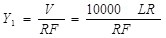 Y₁ = V / RF = 10000 LR / RF